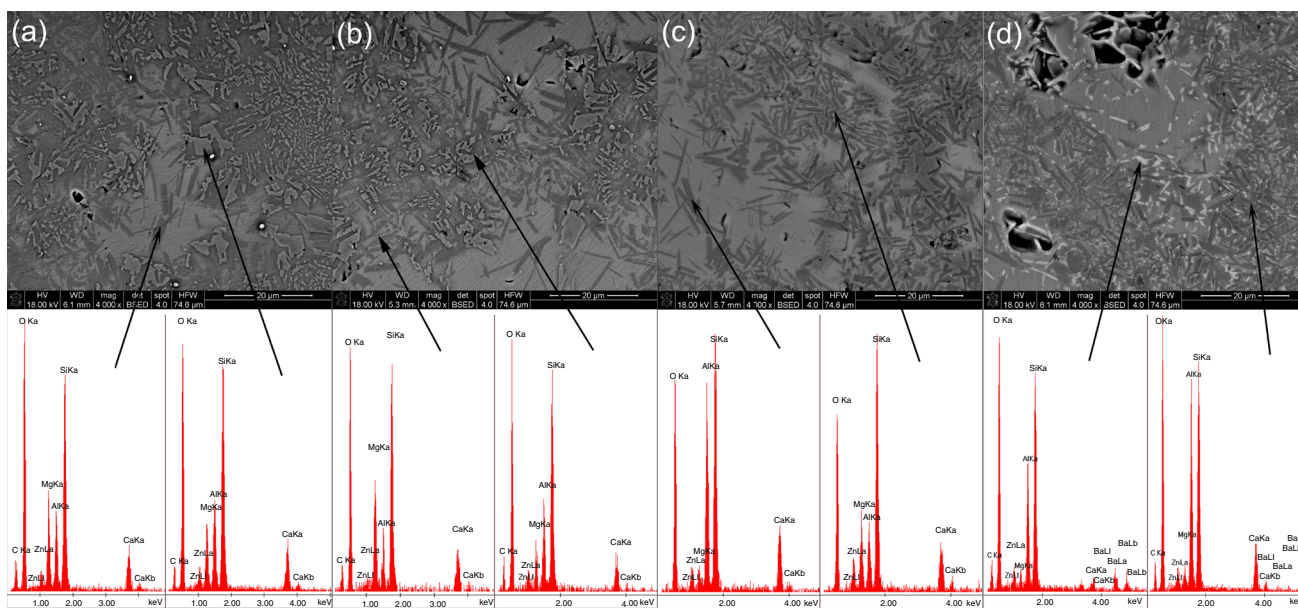 (a)
(b)
(c)
(d)
HV WD mag det spot HFW
18.00 kV 6.1 mm 4 000 x BSED 4.0 74.6 µm 20 µm
HV WD mag det spot HFW
18.00 kV 5.3 mm 4 000 x BSED 4.0 74.6 µm 20 µm
HV WD mag det spot HFW
18.00 kV 5.7 mm 4 000 x BSED 4.0 74.6 µm 20 µm
HV WD mag det spot HFW
18.00 kV 6.1 mm 4 000 x BSED 4.0 74.6 µm 20 µm
O Ka
SiKa
MgKa
AlKa
C Ka
ZnLa
ZnLl
CaKa
CaKb
1.00 2.00 3.00 keV
O Ka
SiKa
AlKa
MgKa
C Ka
ZnLa
ZnLl
CaKa
CaKb
1.00 2.00 3.00 4.00 keV
O Ka
SiKa
MgKa
AlKa
C Ka
ZnLa
ZnLl
CaKa
CaKb
1.00 2.00 3.00 keV
O Ka
SiKa
AlKa
MgKa
C Ka
ZnLa
ZnLl
CaKa
CaKb
2.00 4.00 keV
O Ka
SiKa
AlKa
MgKa
ZnLa
ZnLl
CaKa
CaKb
1.00 2.00 3.00 4.00 keV
O Ka
SiKa
MgKa
AlKa
ZnLa
ZnLl
CaKa
CaKb
2.00 4.00 keV
O Ka
SiKa
AlKa
C Ka
ZnLa
ZnLl
MgKa
CaKa
CaKb
BaLl
BaLa
BaLb
2.00 4.00 keV
O Ka
SiKa
AlKa
MgKa
C Ka
ZnLa
ZnLl
CaKa
CaKb
BaLl
BaLa
BaLb
BaL
2.00 4.00 keV